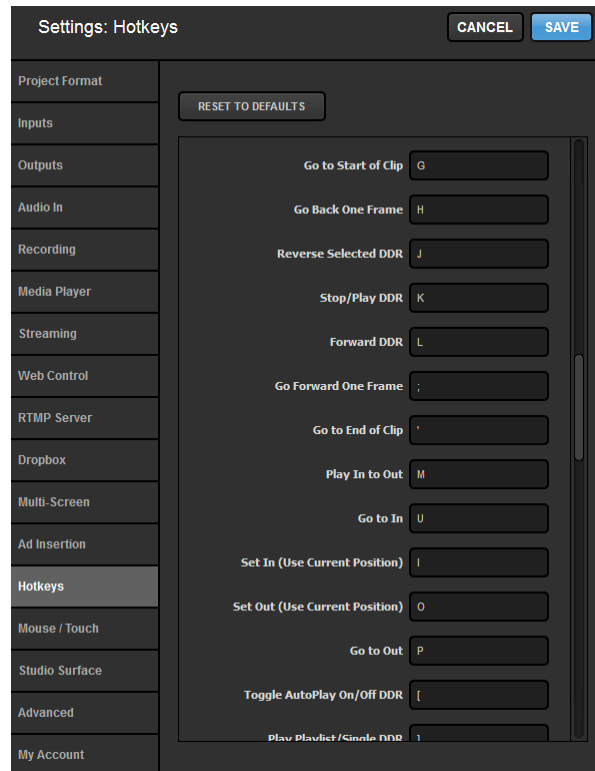 Settings: Hotkeys
CANCEL
SAVE
Project Format
Inputs
Outputs
Audio In
Recording
Media Player
Streaming
Web Control
RTMP Server
Dropbox
Multi-Screen
Ad Insertion
Hotkeys
Mouse / Touch
Studio Surface
Advanced
My Account
RESET TO DEFAULTS
Go to Start of Clip G
Go Back One Frame H
Reverse Selected DDR J
Stop/Play DDR K
Forward DDR L
Go Forward One Frame ;
Go to End of Clip '
Play In to Out M
Go to In U
Set In (Use Current Position) I
Set Out (Use Current Position) O
Go to Out P
Toggle AutoPlay On/Off DDR [
Play Playlist/Single DDR ]